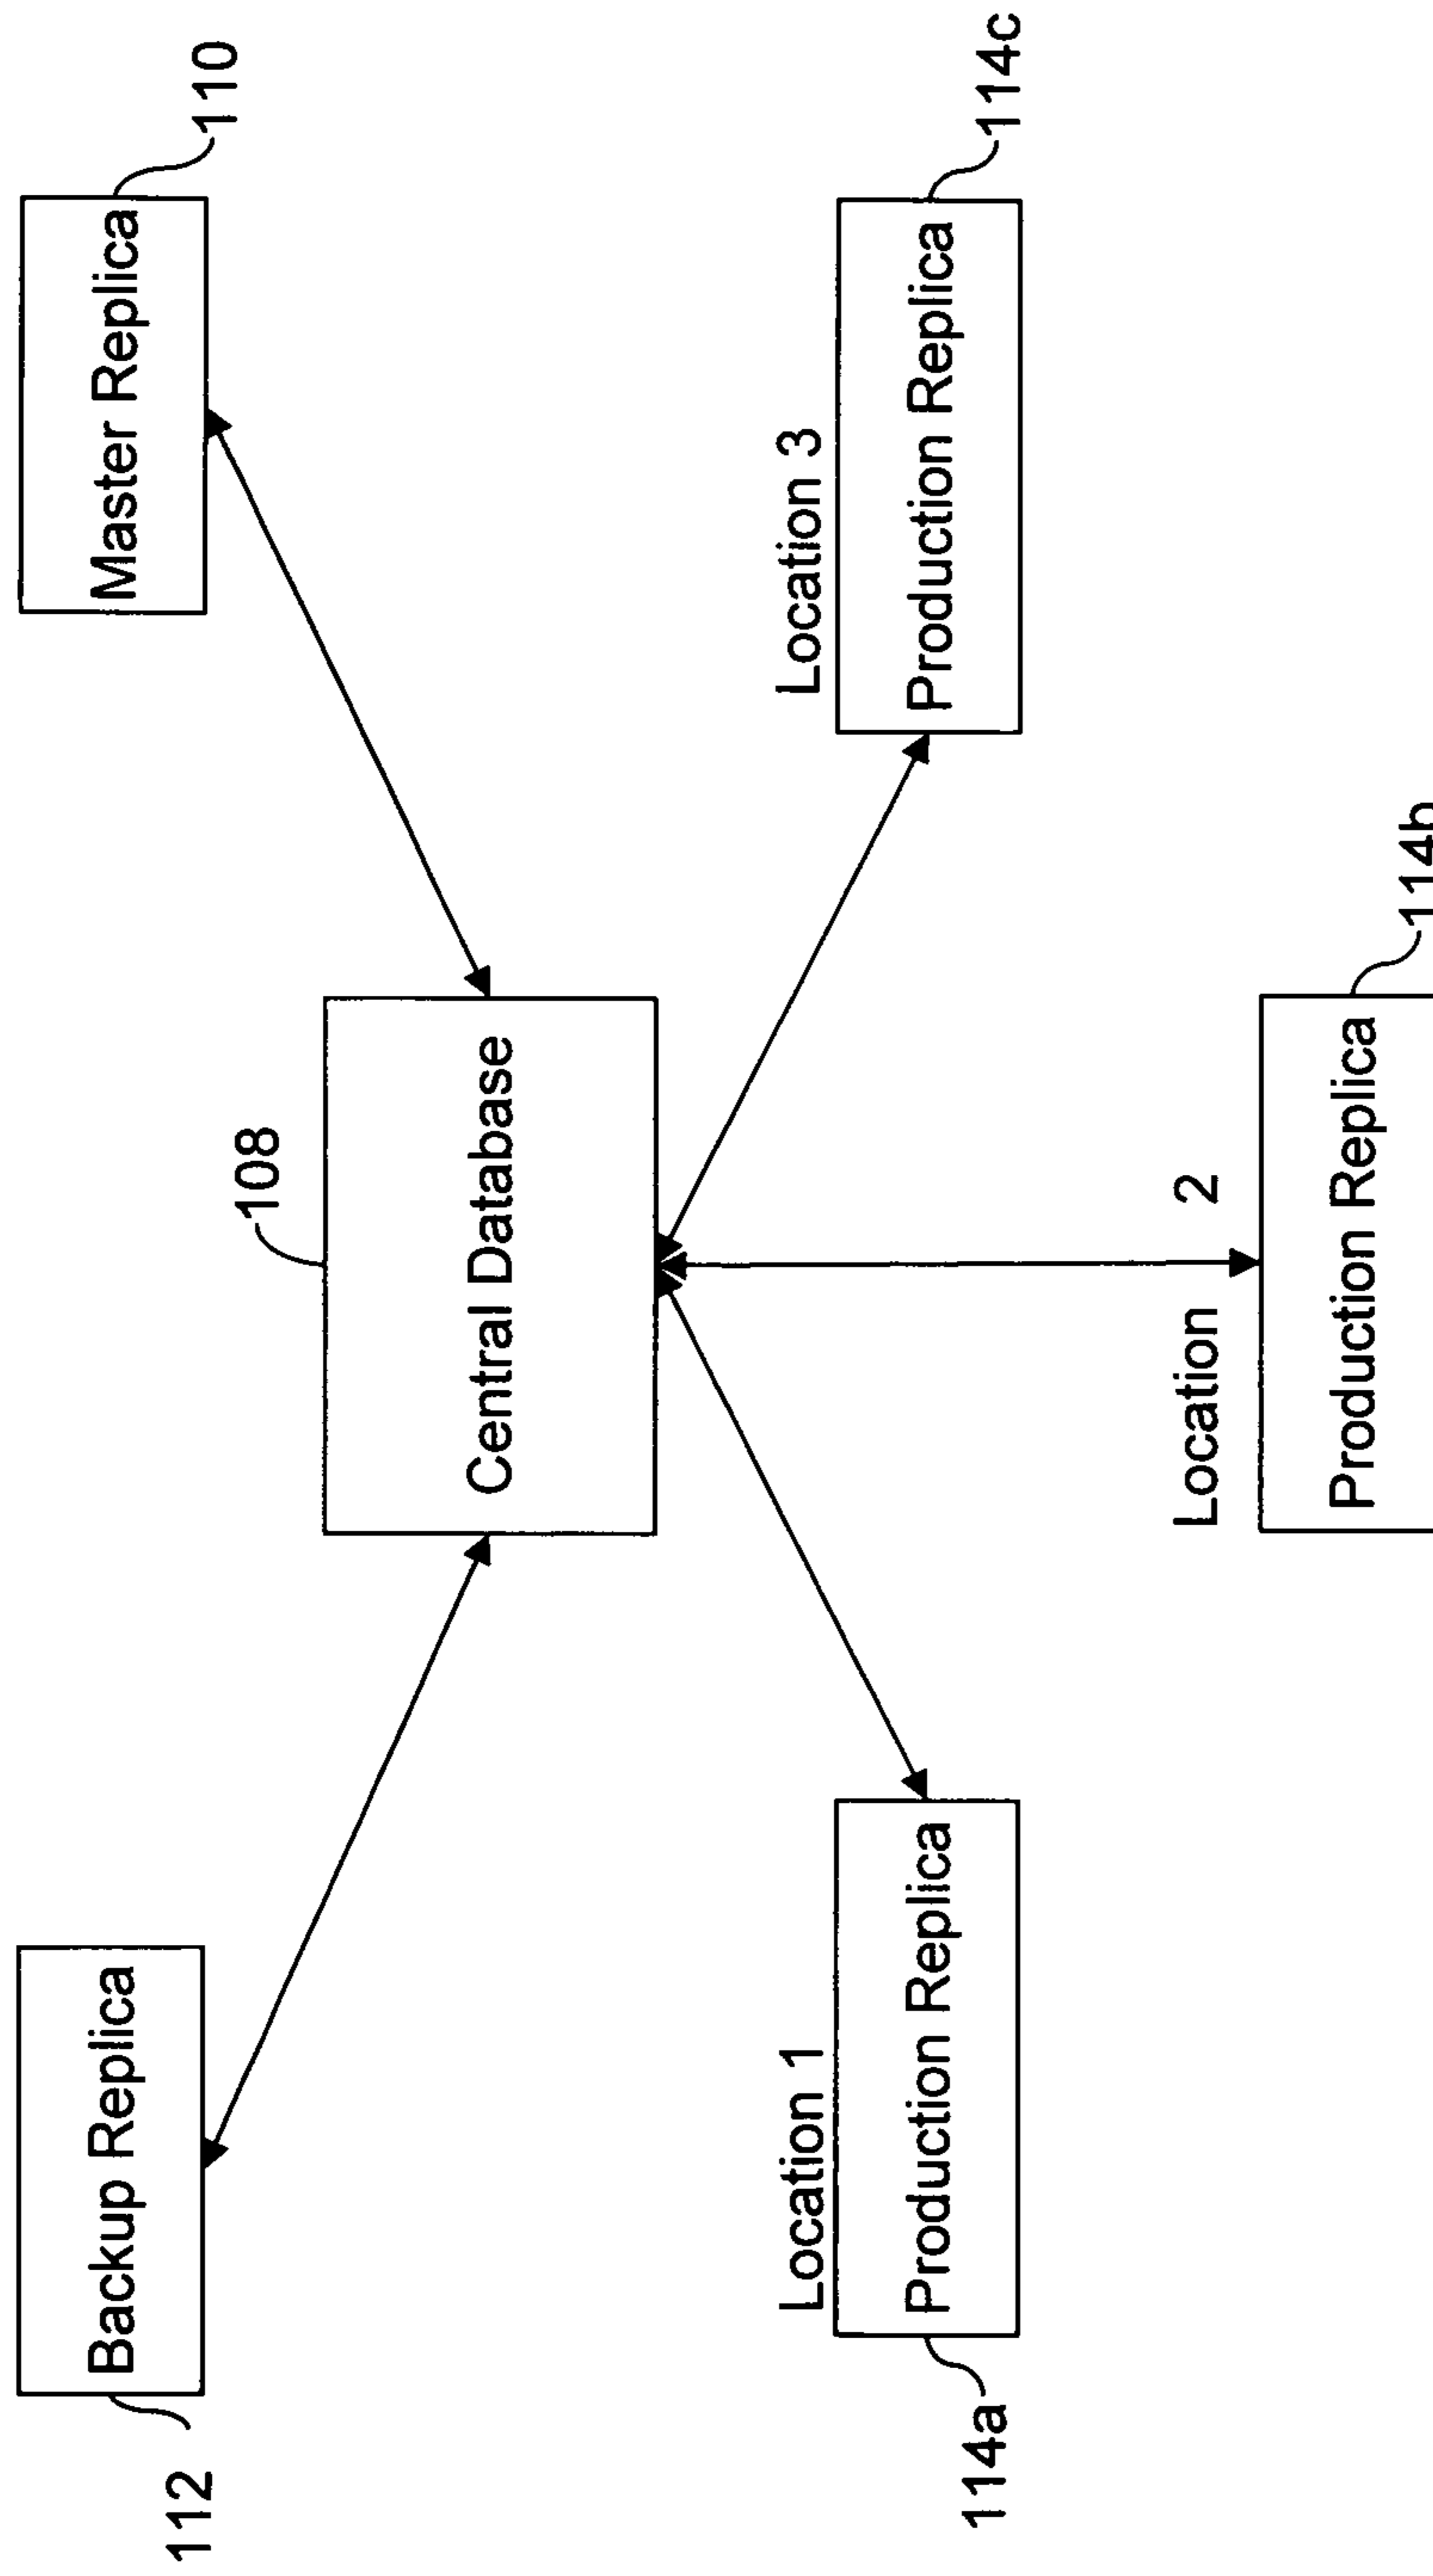 112
Backup Replica
Master Replica
110
108
Central Database
Location 1
Production Replica
114a
Location 3
Production Replica
114c
Location 2
Production Replica
114b